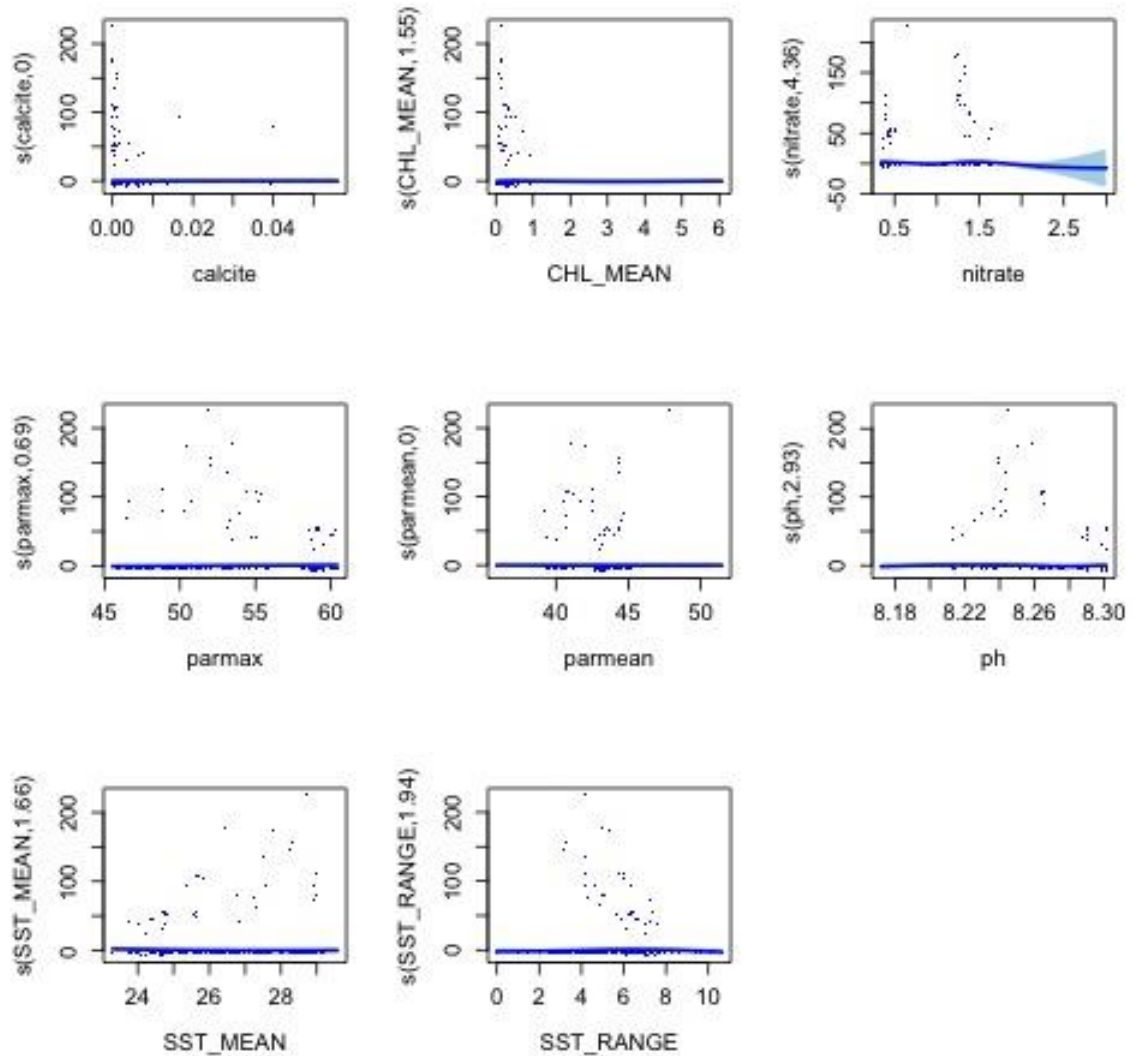 s(calcite,0)
200
100
0
0.00 0.02 0.04
calcite
s(CHL_MEAN,1.55)
200
100
0
0 1 2 3 4 5 6
CHL_MEAN
s(nitrate,4.36)
150
50
-50
0.5 1.5 2.5
nitrate
s(parmax,0.69)
200
100
0
45 50 55 60
parmax
s(parmean,0)
200
100
0
40 45 50
parmean
s(ph,2.93)
200
100
0
8.18 8.22 8.26 8.30
ph
s(SST_MEAN,1.66)
200
100
0
24 26 28
SST_MEAN
s(SST_RANGE,1.94)
200
100
0
0 2 4 6 8 10
SST_RANGE